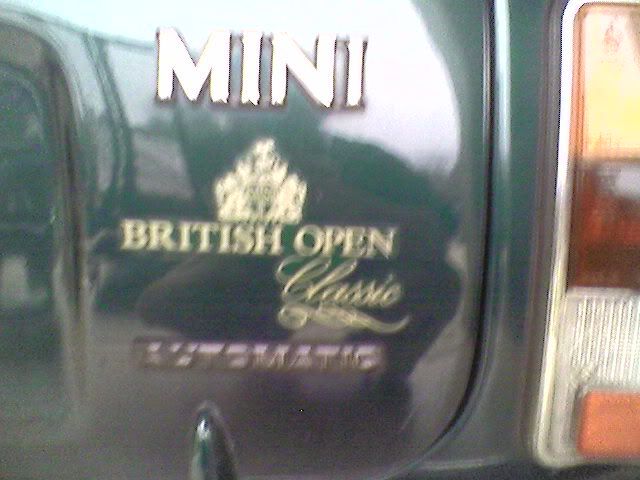 MINI
BRITISH OPEN
Classic
AUTOMATIC